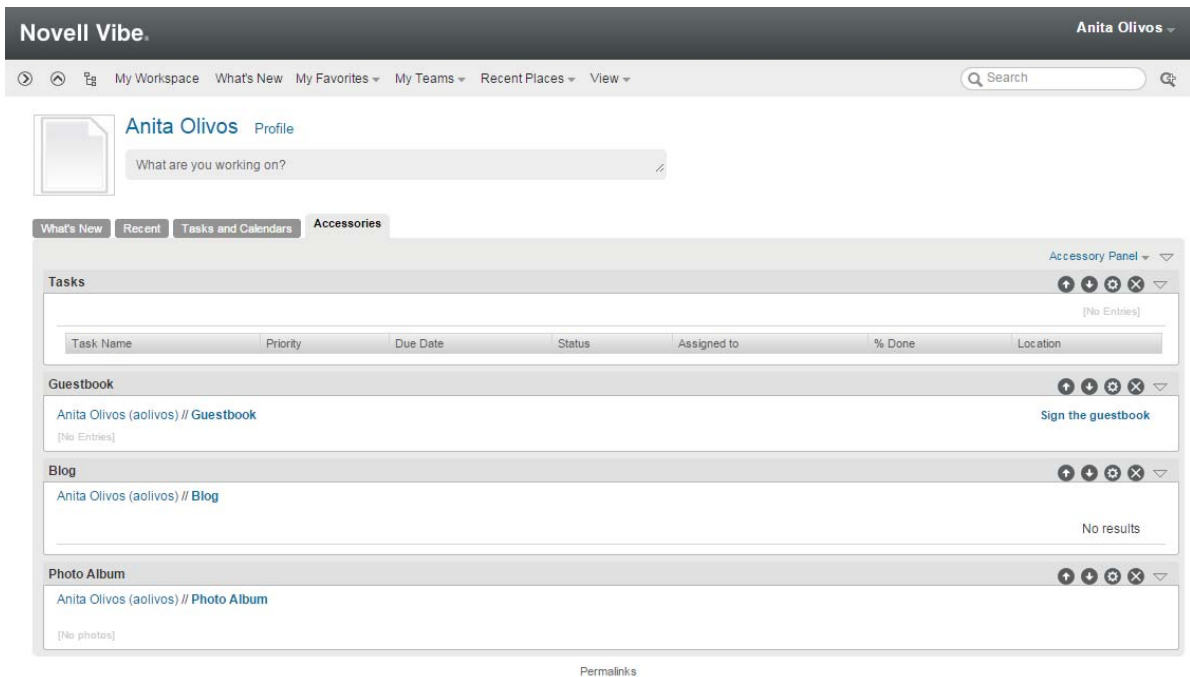 Novell Vibe.
Anita Olivos
My Workspace What's New My Favorites My Teams Recent Places View
Search
Anita Olivos Profile
What are you working on?
What's New Recent Tasks and Calendars Accessories
Accessory Panel
Tasks
[No Entries]
Task Name Priority Due Date Status Assigned to % Done Location
Guestbook
Anita Olivos (aolivos) // Guestbook Sign the guestbook
[No Entries]
Blog
Anita Olivos (aolivos) // Blog
No results
Photo Album
Anita Olivos (aolivos) // Photo Album
[No photos]
Permalinks